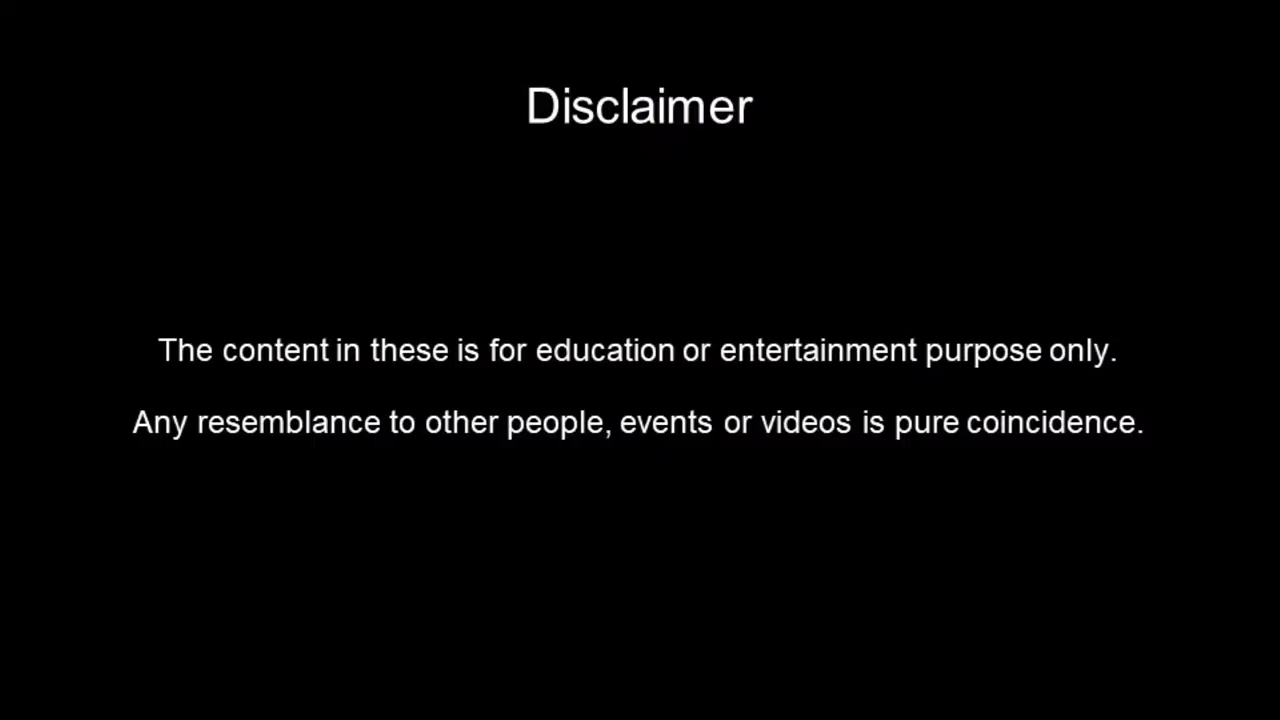 Disclaimer
The content in these is for education or entertainment purpose only.
Any resemblance to other people, events or videos is pure coincidence.